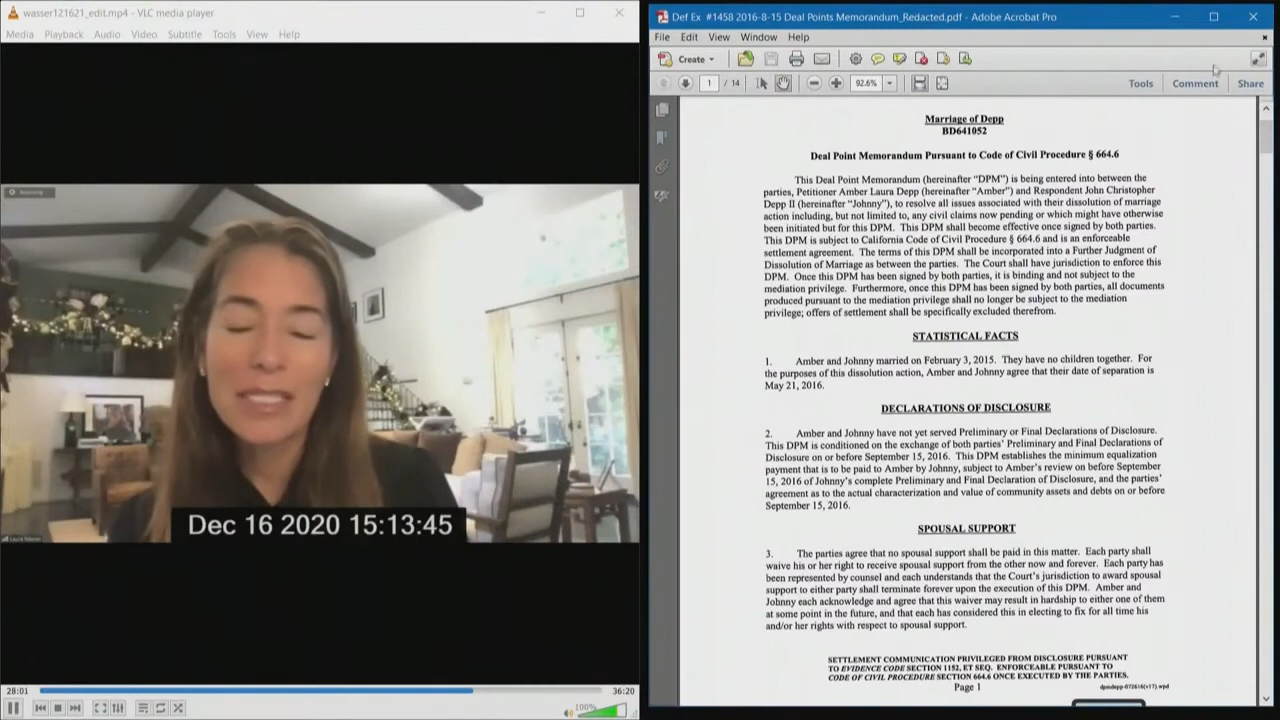 wasser121621_edit.mp4 - VLC media player
Media Playback Audio Video Subtitle Tools View Help
Dec 16 2020 15:13:45
28:01
36:20
100%
Def Ex #1458 2016-8-15 Deal Points Memorandum_Redacted.pdf - Adobe Acrobat Pro
File Edit View Window Help
Create
1 / 14
92.6%
Tools Comment Share
Marriage of Depp
BD641052
Deal Point Memorandum Pursuant to Code of Civil Procedure § 664.6
This Deal Point Memorandum (hereinafter “DPM”) is being entered into between the
parties, Petitioner Amber Laura Depp (hereinafter “Amber”) and Respondent John Christopher
Depp II (hereinafter “Johnny”), to resolve all issues associated with their dissolution of marriage
action including, but not limited to, any civil claims now pending or which might have otherwise
been initiated but for this DPM. This DPM shall become effective once signed by both parties.
This DPM is subject to California Code of Civil Procedure § 664.6 and is an enforceable
settlement agreement. The terms of this DPM shall be incorporated into a Further Judgment of
Dissolution of Marriage as between the parties. The Court shall have jurisdiction to enforce this
DPM. Once this DPM has been signed by both parties, it is binding and not subject to the
mediation privilege. Furthermore, once this DPM has been signed by both parties, all documents
produced pursuant to the mediation privilege shall no longer be subject to the mediation
privilege; offers of settlement shall be specifically excluded therefrom.
STATISTICAL FACTS
1. Amber and Johnny married on February 3, 2015. They have no children together. For
the purposes of this dissolution action, Amber and Johnny agree that their date of separation is
May 21, 2016.
DECLARATIONS OF DISCLOSURE
2. Amber and Johnny have not yet served Preliminary or Final Declarations of Disclosure.
This DPM is conditioned on the exchange of both parties’ Preliminary and Final Declarations of
Disclosure on or before September 15, 2016. This DPM establishes the minimum equalization
payment that is to be paid to Amber by Johnny, subject to Amber’s review on before September
15, 2016 of Johnny’s complete Preliminary and Final Declaration of Disclosure, and the parties’
agreement as to the actual characterization and value of community assets and debts on or before
September 15, 2016.
SPOUSAL SUPPORT
3. The parties agree that no spousal support shall be paid in this matter. Each party shall
waive his or her right to receive spousal support from the other now and forever. Each party has
been represented by counsel and each understands that the Court’s jurisdiction to award spousal
support to either party shall terminate forever upon the execution of this DPM. Amber and
Johnny each acknowledge and agree that this waiver may result in hardship to either one of them
at some point in the future, and that each has considered this in electing to fix for all time his
and/or her rights with respect to spousal support.
SETTLEMENT COMMUNICATION PRIVILEGED FROM DISCLOSURE PURSUANT
TO EVIDENCE CODE SECTION 1152, ET SEQ. ENFORCEABLE PURSUANT TO
CODE OF CIVIL PROCEDURE SECTION 664.6 ONCE EXECUTED BY THE PARTIES.
Page 1